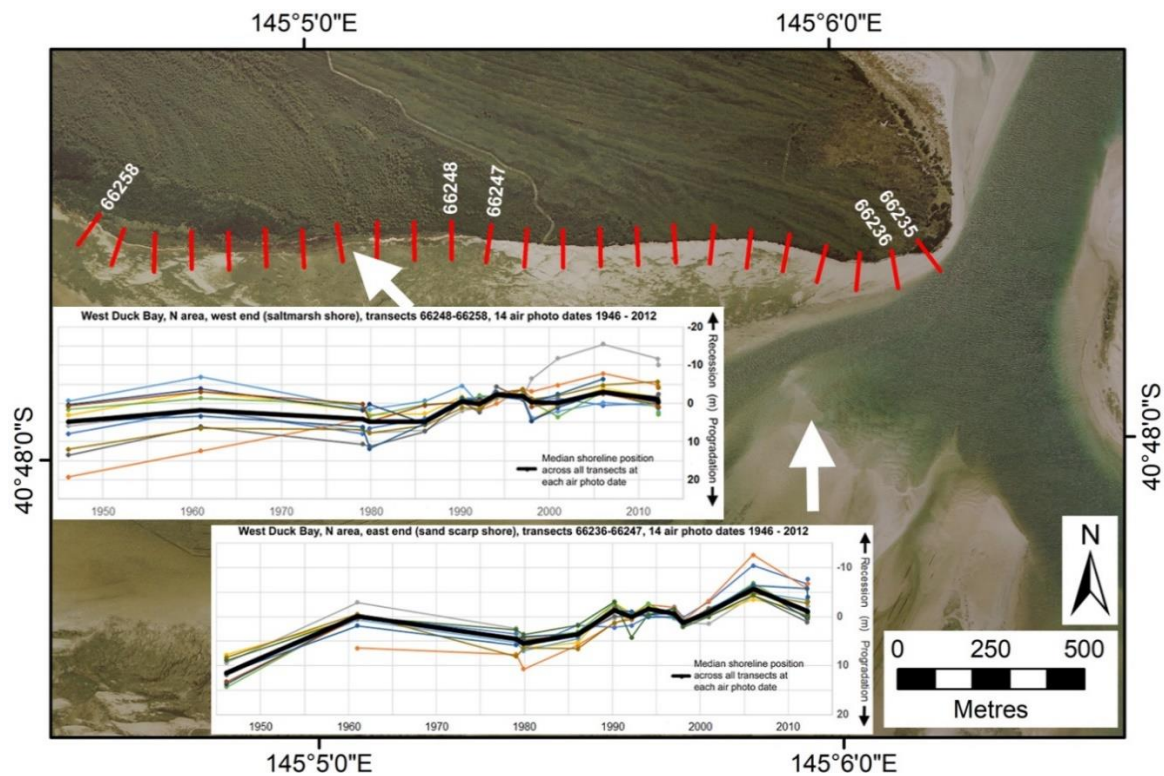 145°5'0"E
145°6'0"E
66258
66248
66247
66236
66235
West Duck Bay, N area, west end (saltmarsh shore), transects 66248-66258, 14 air photo dates 1946 - 2012
-20
-10
0
10
20
Recession (m) Progradation
Median shoreline position
across all transects at
each air photo date
1950
1960
1970
1980
1990
2000
2010
40°48'0"S
40°48'0"S
West Duck Bay, N area, east end (sand scarp shore), transects 66236-66247, 14 air photo dates 1946 - 2012
-10
0
10
20
Recession (m) Progradation
Median shoreline position
across all transects at
each air photo date
1950
1960
1970
1980
1990
2000
2010
N
0
250
500
Metres
145°5'0"E
145°6'0"E